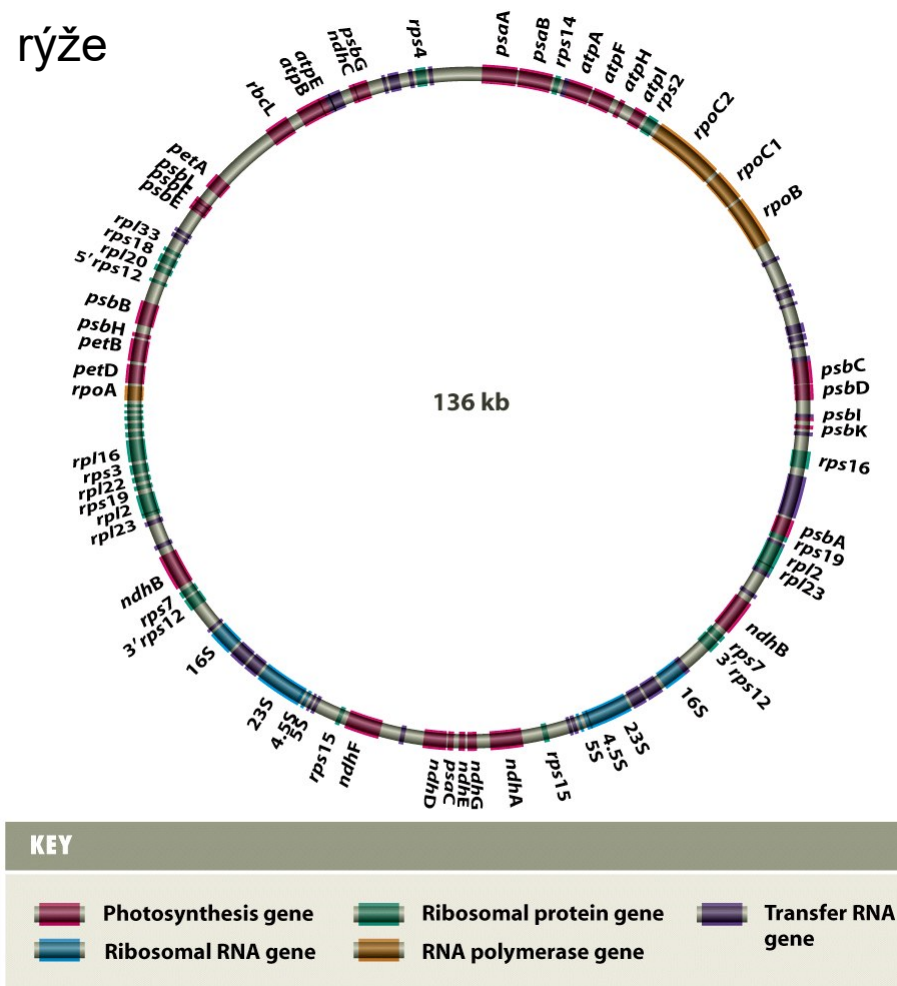 rýže
psaA
psaB
rps14
atpA
atpF
atpH
atpI
rps2
rpoC2
rpoC1
rpoB
psbC
psbD
psbI
psbK
rps16
psbA
rps19
rpl2
rpl23
ndhB
rps7
3′rps12
16S
23S
4.5S
5S
rps15
ndhA
ndhG
ndhE
psaC
ndhD
ndhF
rps15
5S
4.5S
23S
16S
3′rps12
rps7
ndhB
rpl23
rpl2
rps19
rpl22
rps3
rpl16
rpoA
petD
petB
psbH
psbB
5′rps12
rpl20
rps18
rpl33
psbE
psbF
psbL
petA
rbcL
atpB
atpE
ndhC
psbG
rps4
136 kb
KEY
Photosynthesis gene
Ribosomal protein gene
Transfer RNA
gene
Ribosomal RNA gene
RNA polymerase gene